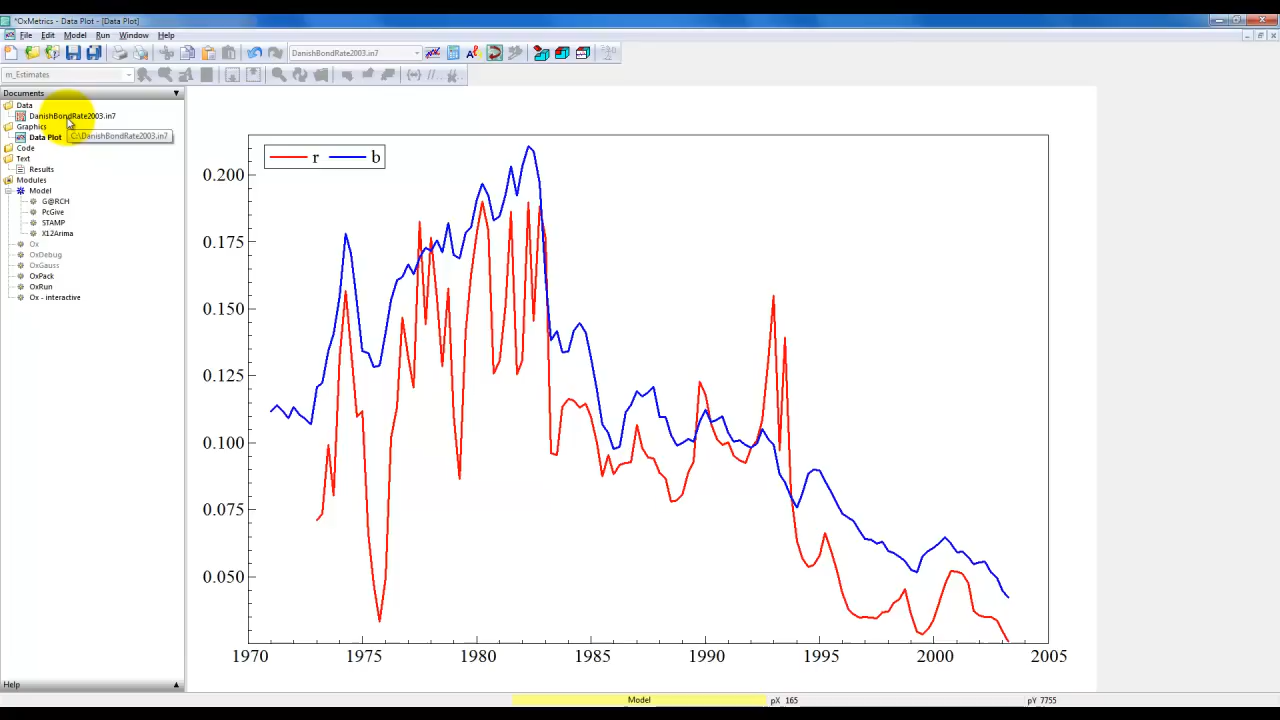 *OxMetrics - Data Plot - [Data Plot]
File Edit Model Run Window Help
DanishBondRate2003.in7
m_Estimates
Documents
Data
DanishBondRate2003.in7
Graphics
Data Plot
C:\DanishBondRate2003.in7
Code
Text
Results
Modules
Model
G@RCH
PcGive
STAMP
X12Arima
Ox
OxDebug
OxGauss
OxPack
OxRun
Ox - interactive
Help
r b
0.200
0.175
0.150
0.125
0.100
0.075
0.050
1970 1975 1980 1985 1990 1995 2000 2005
Model pX 165 pY 7755